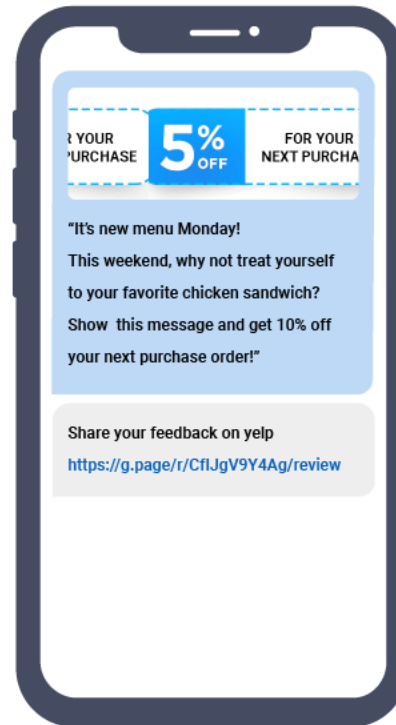 R YOUR
PURCHASE
5%
OFF
FOR YOUR
NEXT PURCHA
“It's new menu Monday!
This weekend, why not treat yourself
to your favorite chicken sandwich?
Show this message and get 10% off
your next purchase order!”
Share your feedback on yelp
https://g.page/r/CfIJgV9Y4Ag/review